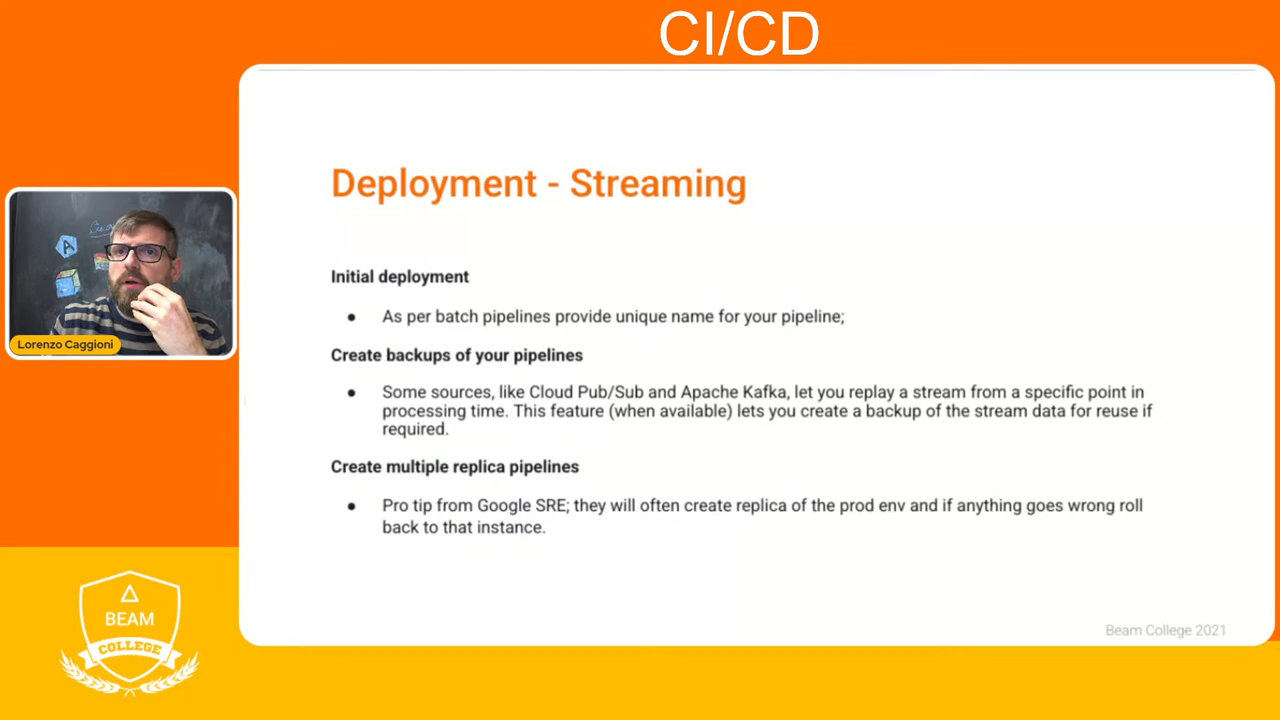 CI/CD
Deployment - Streaming
Initial deployment
● As per batch pipelines provide unique name for your pipeline;
Create backups of your pipelines
● Some sources, like Cloud Pub/Sub and Apache Kafka, let you replay a stream from a specific point in
processing time. This feature (when available) lets you create a backup of the stream data for reuse if
required.
Create multiple replica pipelines
● Pro tip from Google SRE; they will often create replica of the prod env and if anything goes wrong roll
back to that instance.
A
Lorenzo Caggioni
BEAM
COLLEGE
Beam College 2021